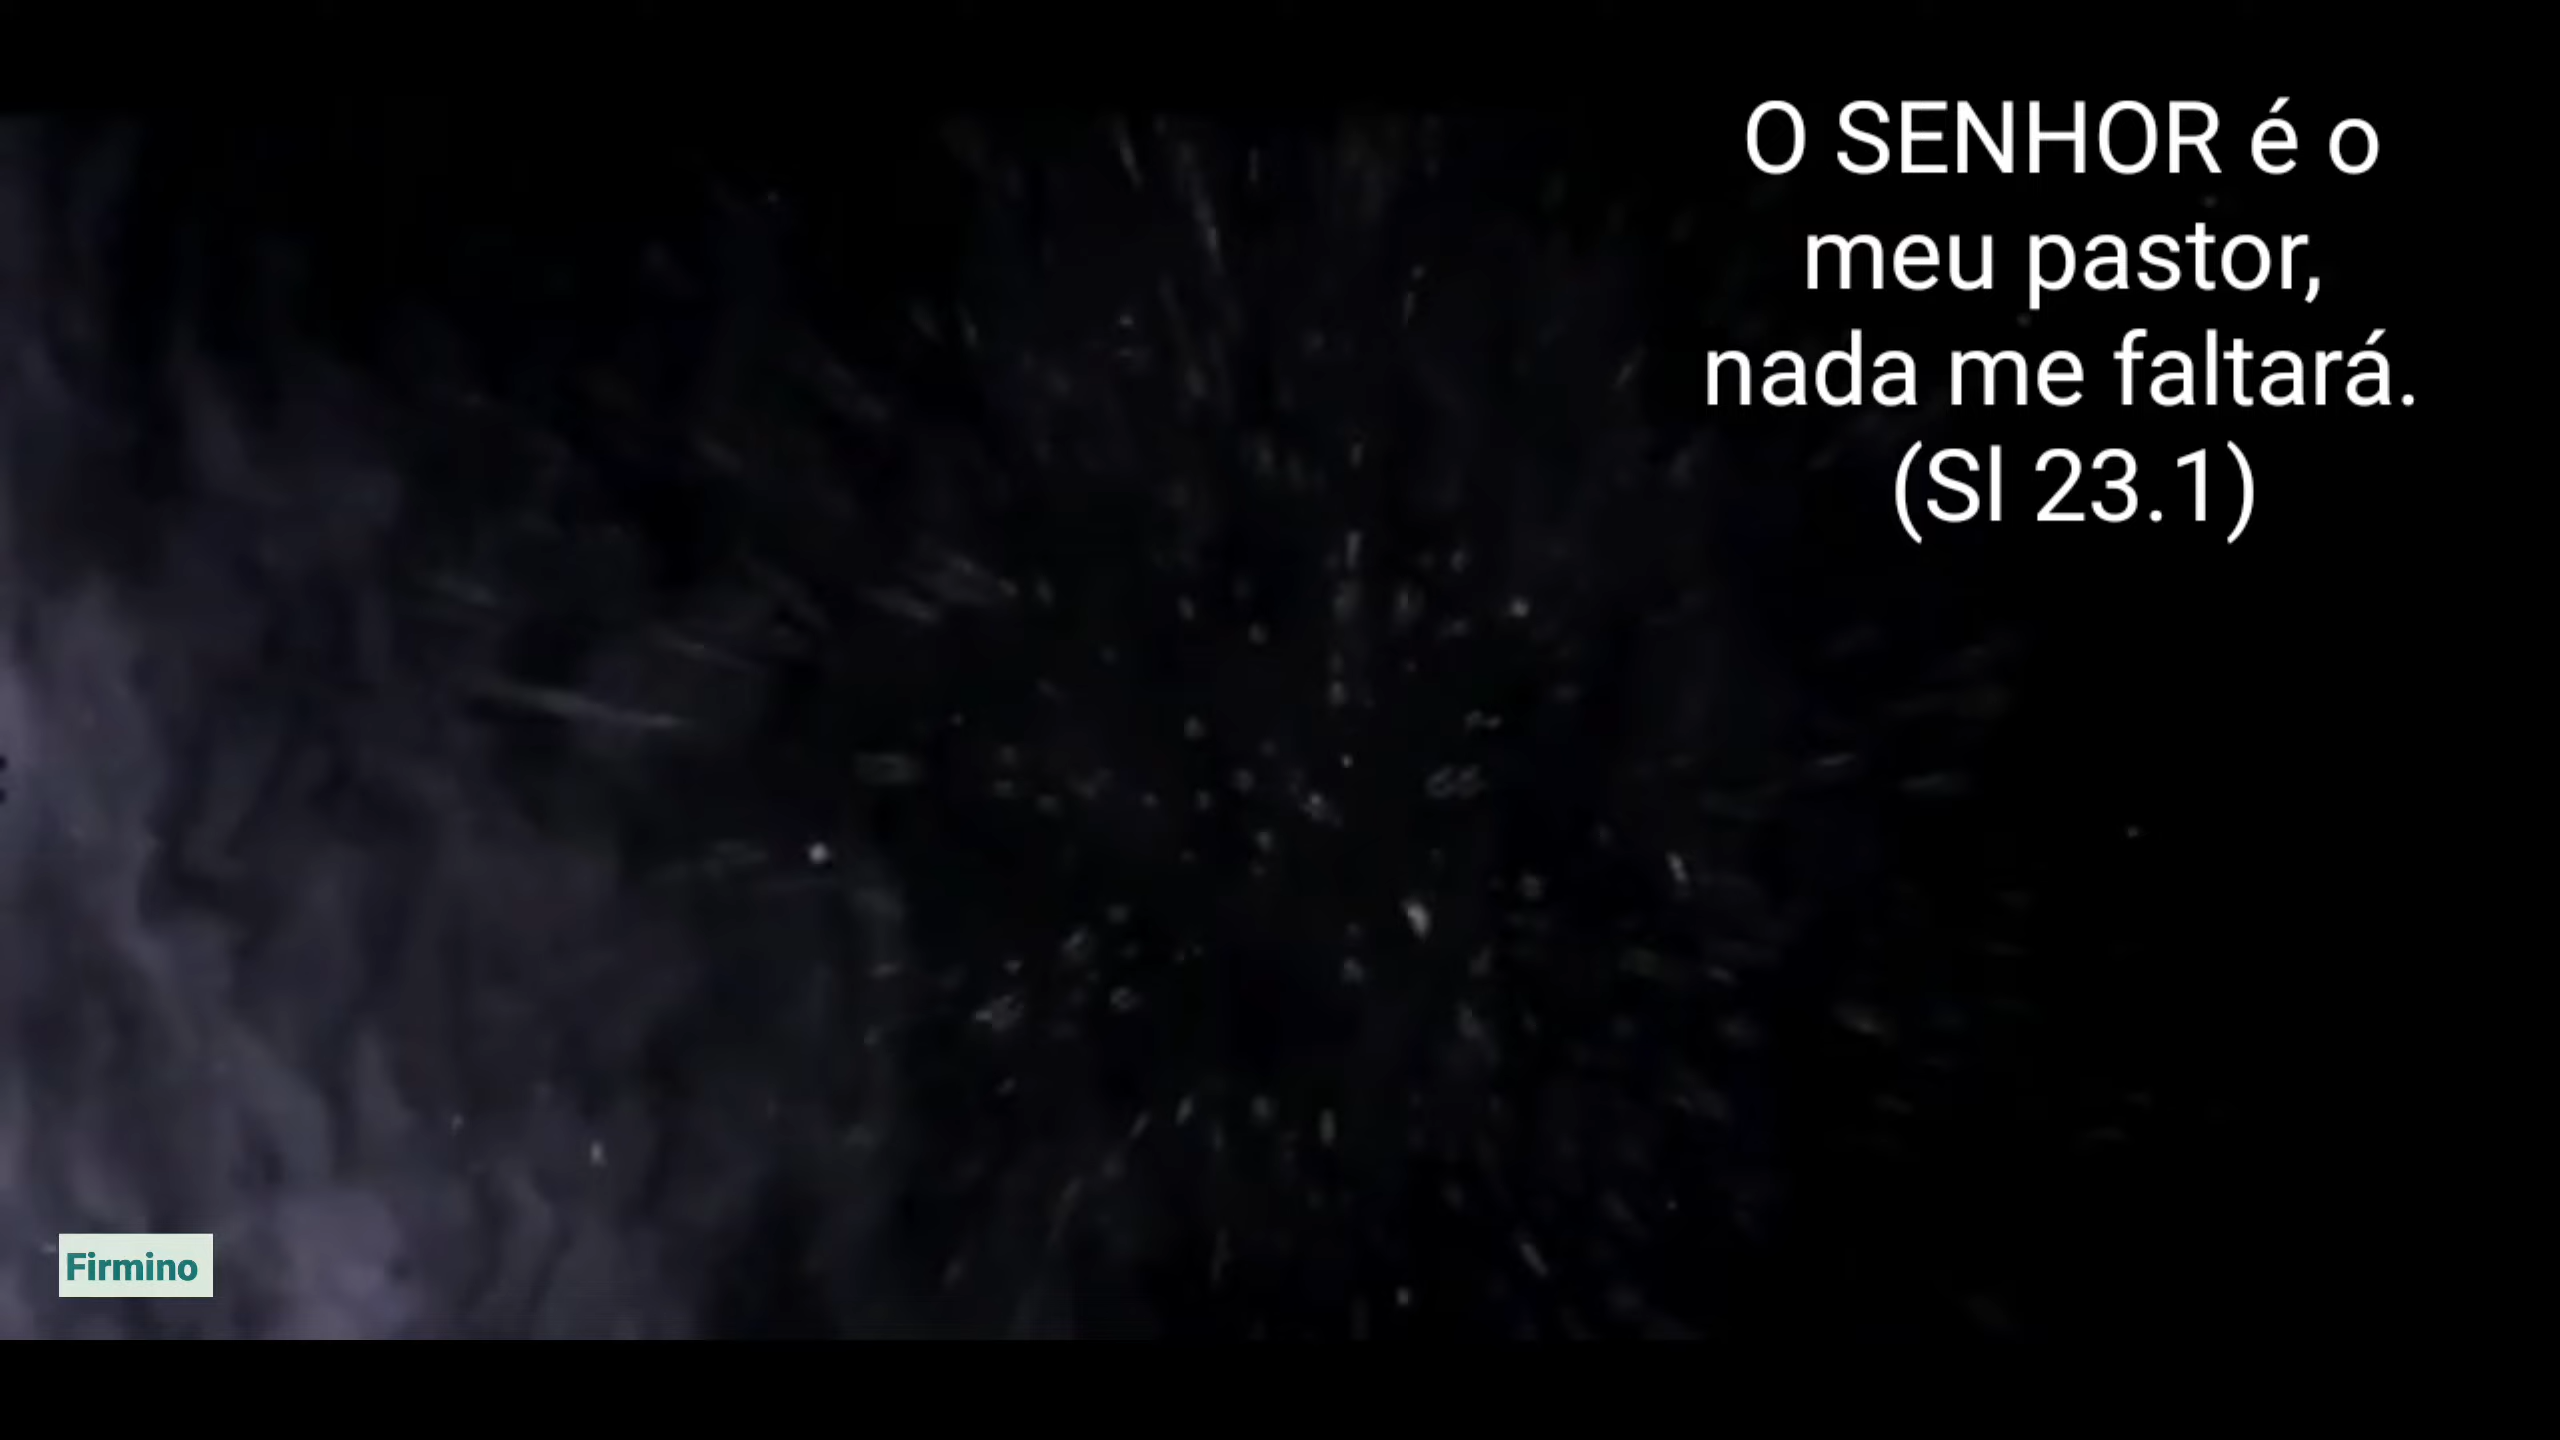 O SENHOR é o
meu pastor,
nada me faltará.
(Sl 23.1)
Firmino